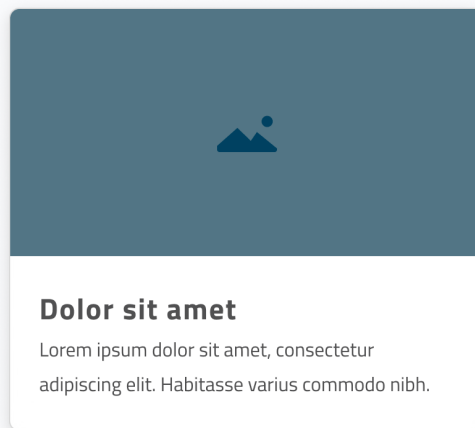 Dolor sit amet
Lorem ipsum dolor sit amet, consectetur
adipiscing elit. Habitasse varius commodo nibh.